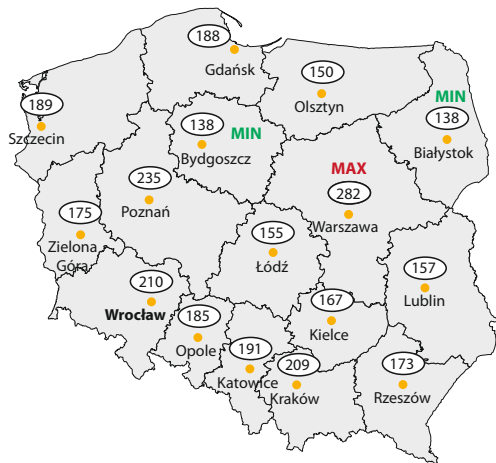 188
Gdańsk
150
Olsztyn
MIN
138
Białystok
189
Szczecin
138
MIN
Bydgoszcz
235
Poznań
MAX
282
Warszawa
175
Zielona
Góra
155
Łódź
157
Lublin
210
Wrocław
167
Kielce
185
Opole
191
Katowice
209
Kraków
173
Rzeszów